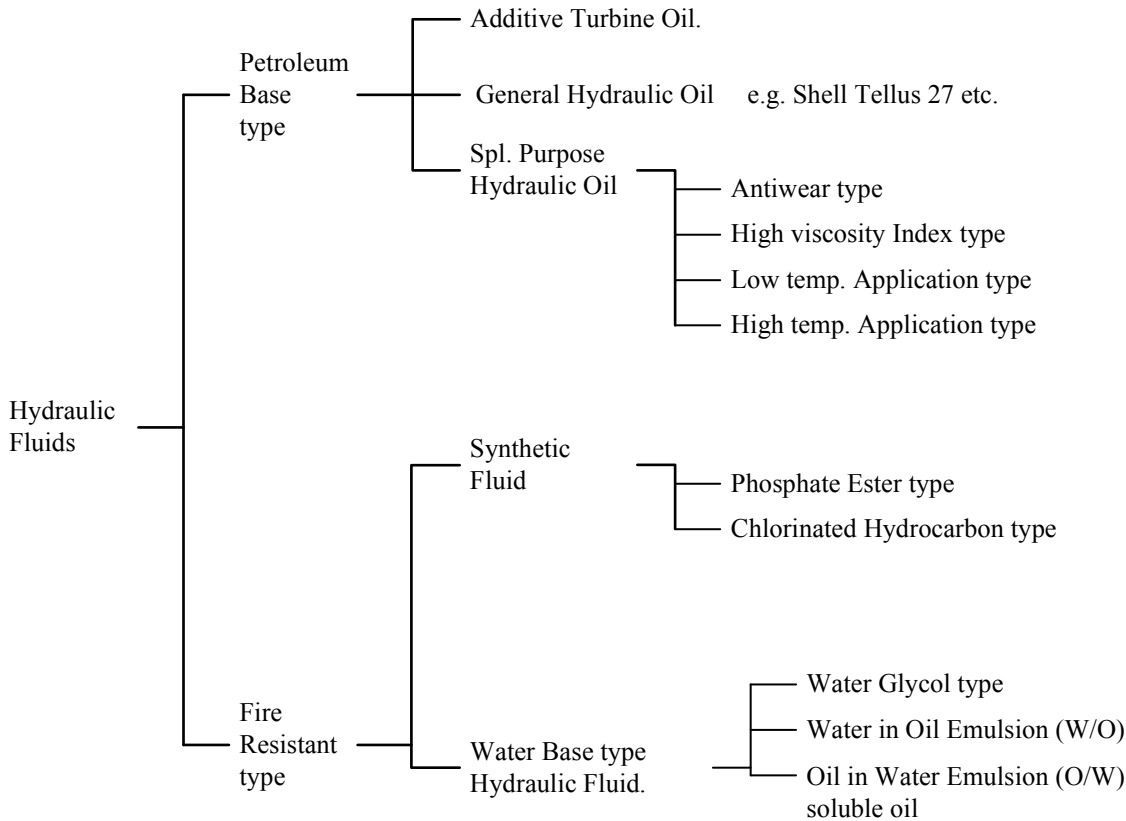 Additive Turbine Oil.
Petroleum
Base
type
General Hydraulic Oil e.g. Shell Tellus 27 etc.
Spl. Purpose
Hydraulic Oil
Antiwear type
High viscosity Index type
Low temp. Application type
High temp. Application type
Hydraulic
Fluids
Synthetic
Fluid
Phosphate Ester type
Chlorinated Hydrocarbon type
Fire
Resistant
type
Water Base type
Hydraulic Fluid.
Water Glycol type
Water in Oil Emulsion (W/O)
Oil in Water Emulsion (O/W)
soluble oil